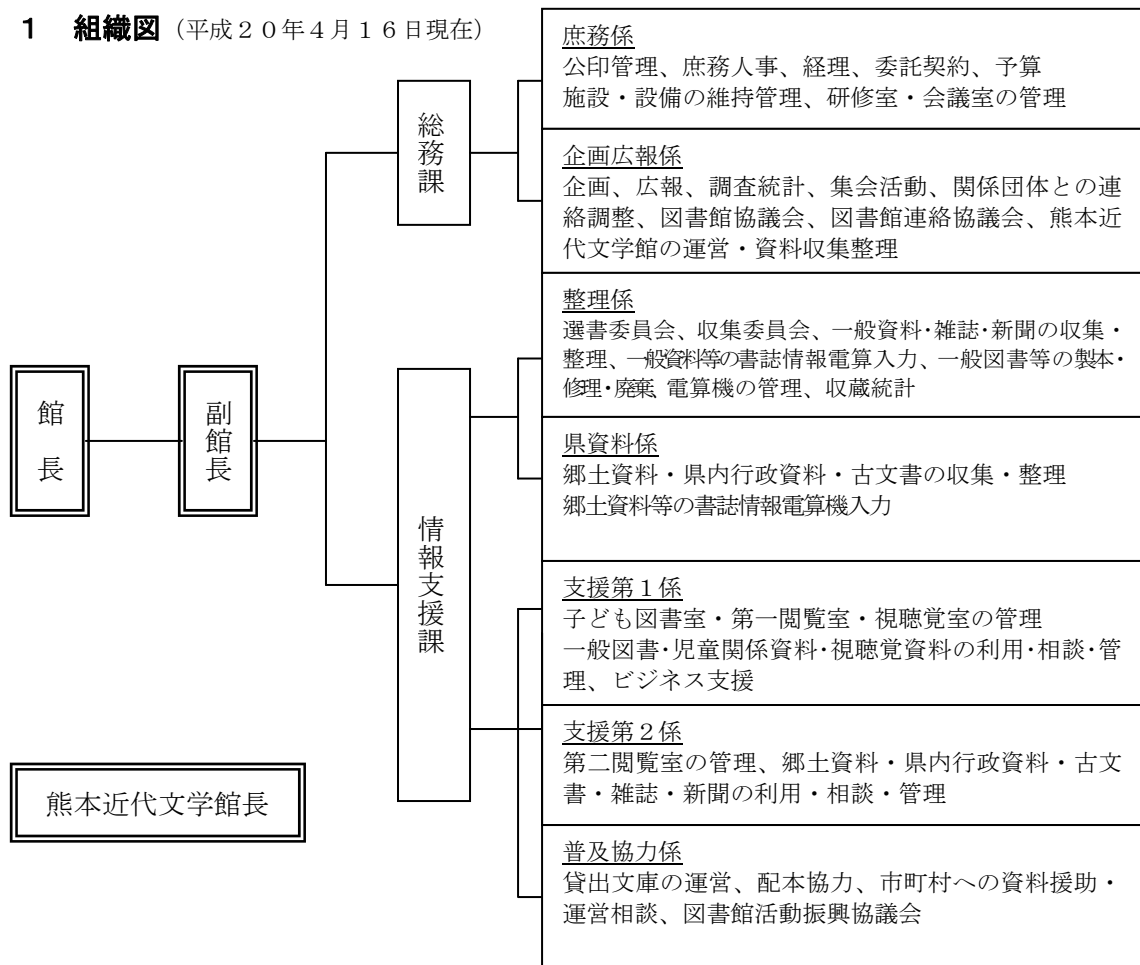 1 組織図（平成２０年４月１６日現在）
館長
副館長
総務課
情報支援課
熊本近代文学館長
庶務係
公印管理、庶務人事、経理、委託契約、予算
施設・設備の維持管理、研修室・会議室の管理
企画広報係
企画、広報、調査統計、集会活動、関係団体との連
絡調整、図書館協議会、図書館連絡協議会、熊本近
代文学館の運営・資料収集整理
整理係
選書委員会、収集委員会、一般資料・雑誌・新聞の収集・
整理、一般資料等の書誌情報電算入力、一般図書等の製本・
修理・廃棄、電算機の管理、収蔵統計
県資料係
郷土資料・県内行政資料・古文書の収集・整理
郷土資料等の書誌情報電算機入力
支援第１係
子ども図書室・第一閲覧室・視聴覚室の管理
一般図書・児童関係資料・視聴覚資料の利用・相談・管
理、ビジネス支援
支援第２係
第二閲覧室の管理、郷土資料・県内行政資料・古文
書・雑誌・新聞の利用・相談・管理
普及協力係
貸出文庫の運営、配本協力、市町村への資料援助・
運営相談、図書館活動振興協議会